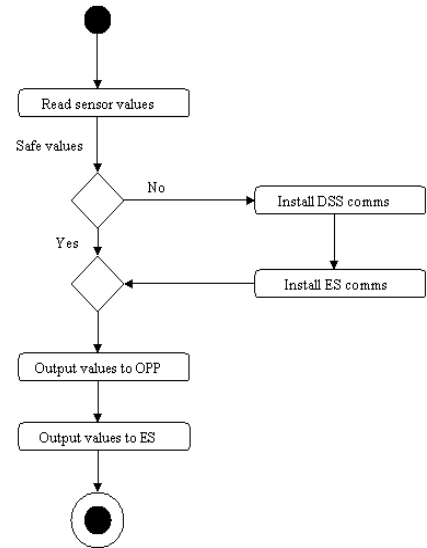 Read sensor values
Safe values
No
Install DSS comms
Yes
Install ES comms
Output values to OPP
Output values to ES